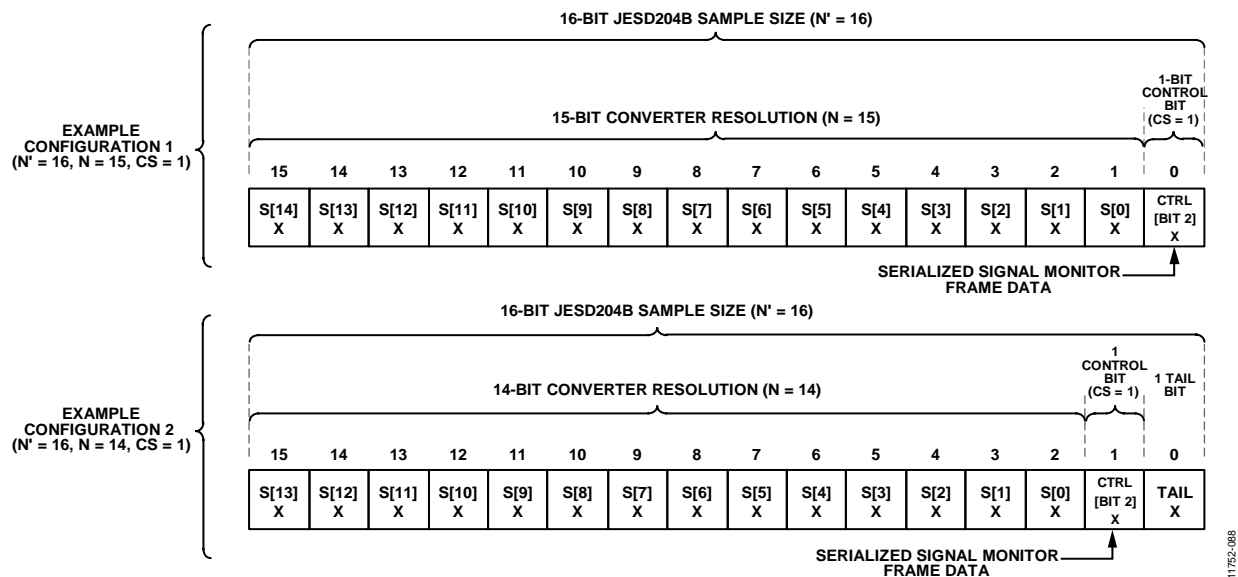 16-BIT JESD204B SAMPLE SIZE (N' = 16)
1-BIT
CONTROL
BIT
(CS = 1)
15-BIT CONVERTER RESOLUTION (N = 15)
EXAMPLE
CONFIGURATION 1
(N' = 16, N = 15, CS = 1)
15 14 13 12 11 10 9 8 7 6 5 4 3 2 1 0
S[14] S[13] S[12] S[11] S[10] S[9] S[8] S[7] S[6] S[5] S[4] S[3] S[2] S[1] S[0] CTRL
[BIT 2]
X X X X X X X X X X X X X X X X
SERIALIZED SIGNAL MONITOR
FRAME DATA
16-BIT JESD204B SAMPLE SIZE (N' = 16)
1
CONTROL
BIT
(CS = 1)
1 TAIL
BIT
14-BIT CONVERTER RESOLUTION (N = 14)
EXAMPLE
CONFIGURATION 2
(N' = 16, N = 14, CS = 1)
15 14 13 12 11 10 9 8 7 6 5 4 3 2 1 0
S[13] S[12] S[11] S[10] S[9] S[8] S[7] S[6] S[5] S[4] S[3] S[2] S[1] S[0] CTRL TAIL
[BIT 2]
X X X X X X X X X X X X X X X X
SERIALIZED SIGNAL MONITOR
FRAME DATA
11752-088